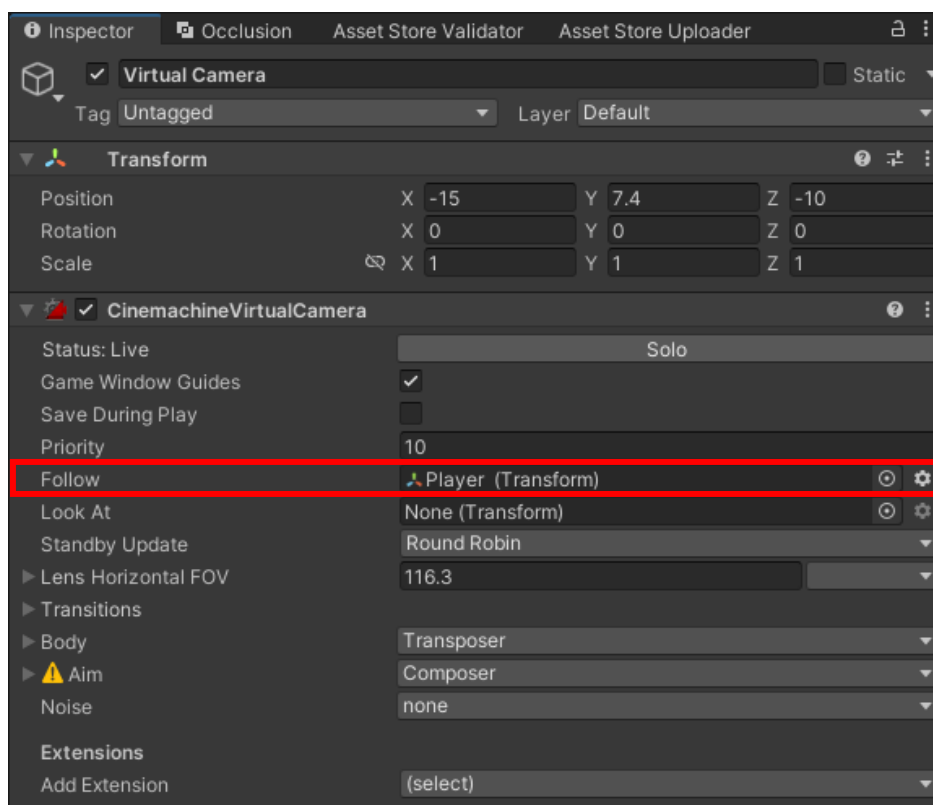 Inspector Occlusion Asset Store Validator Asset Store Uploader
Virtual Camera Static
Tag Untagged Layer Default
Transform
Position X -15 Y 7.4 Z -10
Rotation X 0 Y 0 Z 0
Scale X 1 Y 1 Z 1
CinemachineVirtualCamera
Status: Live Solo
Game Window Guides
Save During Play
Priority 10
Follow Player (Transform)
Look At None (Transform)
Standby Update Round Robin
Lens Horizontal FOV 116.3
Transitions
Body Transposer
Aim Composer
Noise none
Extensions
Add Extension (select)